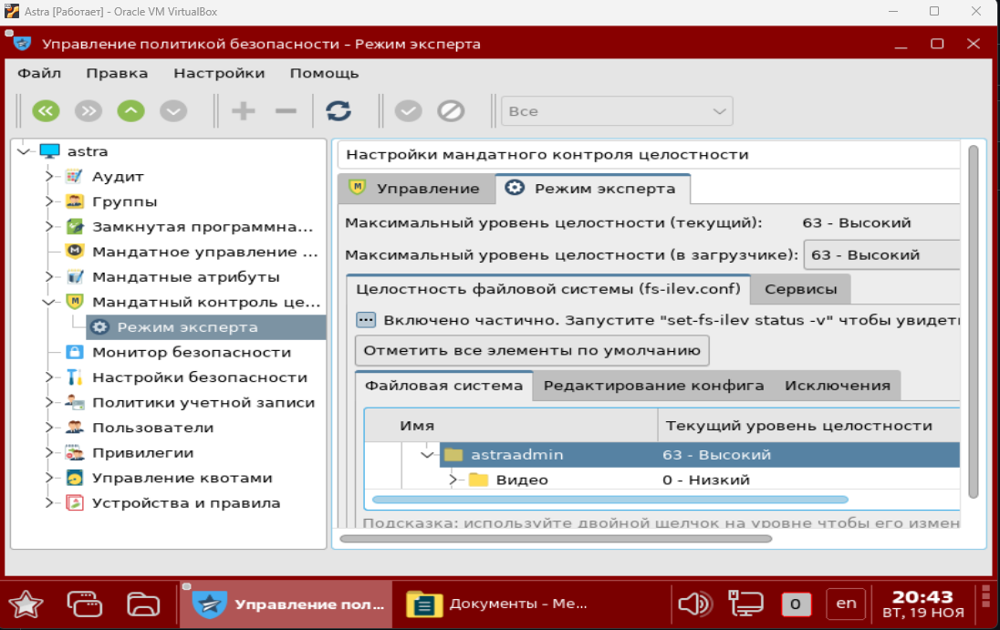 Astra [Работает] - Oracle VM VirtualBox
Управление политикой безопасности - Режим эксперта
Файл Правка Настройки Помощь
Все
astra
Аудит
Группы
Замкнутая программна...
Мандатное управление ...
Мандатные атрибуты
Мандатный контроль це...
Режим эксперта
Монитор безопасности
Настройки безопасности
Политики учетной записи
Пользователи
Привилегии
Управление квотами
Устройства и правила
Настройки мандатного контроля целостности
Управление Режим эксперта
Максимальный уровень целостности (текущий): 63 - Высокий
Максимальный уровень целостности (в загрузчике): 63 - Высокий
Целостность файловой системы (fs-ilev.conf) Сервисы
Включено частично. Запустите "set-fs-ilev status -v" чтобы увидеть
Отметить все элементы по умолчанию
Файловая система Редактирование конфига Исключения
Имя Текущий уровень целостности
astraadmin 63 - Высокий
Видео 0 - Низкий
Подсказка: используйте двойной щелчок на уровне чтобы его измен
Управление пол... Документы - Me... 0 en 20:43
ВТ, 19 НОЯ